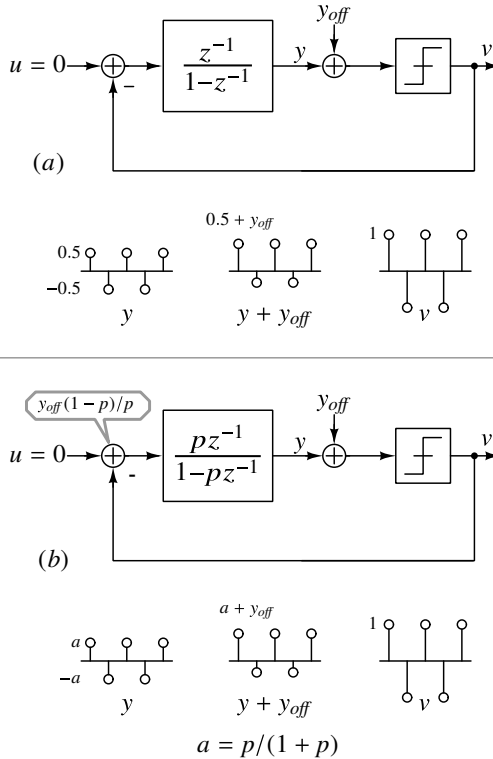 y_off
u = 0
z^{-1}
1−z^{-1}
y
v
−
(a)
0.5 + y_off
0.5
−0.5
1
y
y + y_off
v
y_off(1 − p)/p
y_off
u = 0
pz^{-1}
1−pz^{-1}
y
v
-
(b)
a + y_off
a
−a
1
y
y + y_off
v
a = p/(1 + p)